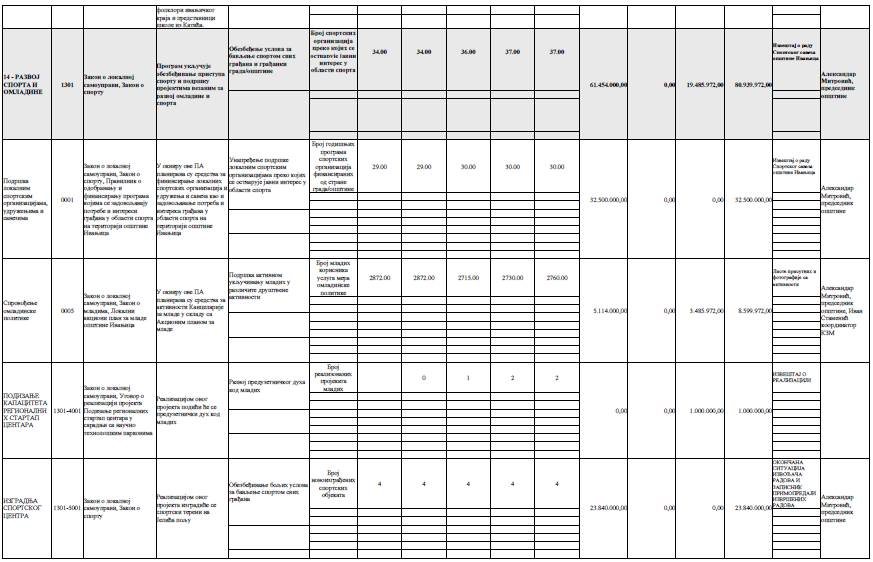 фолклори ивањичког
краја и представници
школе из Катића.
14 - РАЗВОЈ
СПОРТА И
ОМЛАДИНЕ
1301
Закон о локалној
самоуправи, Закон о
спорту
Програм укључује
обезбеђивање приступа
спорту и подршку
пројектима везаним за
развој омладине и
спорта
Обезбеђење услова за
бављење спортом свих
грађана и грађанки
града/општине
Број спортских
организација
преко којих се
остварује јавни
интерес у
области спорта
34.00
34.00
36.00
37.00
37.00
61.454.000,00
0,00
19.485.972,00
80.939.972,00
Извештај о раду
Спортског савеза
општине Ивањица
Александар
Митровић,
председник
општине
Подршка
локалним
спортским
организацијама,
удружењима и
савезима
0001
Закон о локалној
самоуправи, Закон о
спорту, Правилник о
одобравању и
финансирању програма
којима се задовољавају
потребе и интереси
грађана у области спорта
на територији општине
Ивањица
У оквиру ове ПА
планирана су средства за
финансирање локалних
спортских организација и
удружења и савеза као и
задовољавање потреба и
интереса грађана у
области спорта на
територији општине
Ивањица
Унапређење подршке
локалним спортским
организацијама преко којих
се остварује јавни интерес у
области спорта
Број годишњих
програма
спортских
организација
финансираних
од стране
града/општине
29.00
29.00
36.00
30.00
30.00
32.500.000,00
0,00
0,00
32.500.000,00
Извештај о раду
Спортског савеза
општине Ивањица
Александар
Митровић,
председник
општине
Спровођење
омладинске
политике
0005
Закон о локалној
самоуправи, Закон о
младима, Локални
акциони план за младе
општине Ивањица
У оквиру ове ПА
планирана су средства за
активности Канцеларије
за младе у складу са
Акционим планом за
младе
Подршка активном
укључивању младих у
различите друштвене
активности
Број младих
корисника
услуга мера
омладинске
политике
2872.00
2872.00
2715.00
2730.00
2760.00
5.114.000,00
0,00
3.485.972,00
8.599.972,00
Листе присутних и
фотографије са
активности
Александар
Митровић,
председник
општине, Иван
Стаменић
координатор
КЗМ
ПОДИЗАЊЕ
КАПАЦИТЕТА
РЕГИОНАЛНИ
Х СТАРТАП
ЦЕНТАРА
1301-4001
Закон о локалној
самоуправи, Уговор о
реализацији пројекта
Подизање регионалних
стартап центара у
сарадњи са научно
технолошким парковима
Реализацијом овог
пројекта подићи ће се
предузетнички дух код
младих
Развој предузетничког духа
код младих
Број
реализованих
пројеката
младих
0
1
2
2
0,00
0,00
1.000.000,00
1.000.000,00
ИЗВЕШТАЈ О
РЕАЛИЗАЦИЈИ
ИЗГРАДЊА
СПОРТСКОГ
ЦЕНТРА
1301-5001
Закон о локалној
самоуправи, Закон о
спорту
Реализацијом овог
пројекта изградиће се
спортски терени на
Јелића пољу
Обезбеђивање бољих услова
за бављење спортом свих
грађана
Број
новоизграђених
спортских
објеката
4
4
4
4
4
23.840.000,00
0,00
0,00
23.840.000,00
ОКОНЧАНА
СИТУАЦИЈА
ИЗВОЂАЧА
РАДОВА И
ЗАПИСНИК
ПРИМОПРЕДАЈИ
ИЗВРШЕНИХ
РАДОВА
Александар
Митровић,
председник
општине